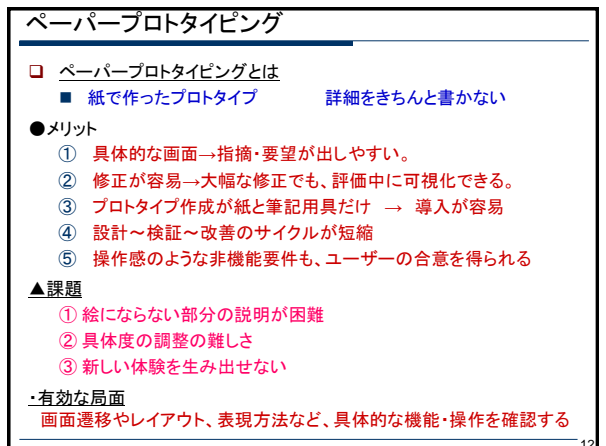 ペーパープロトタイピング
❑ ペーパープロトタイピングとは
■ 紙で作ったプロトタイプ 詳細をきちんと書かない
●メリット
① 具体的な画面→指摘・要望が出しやすい。
② 修正が容易→大幅な修正でも、評価中に可視化できる。
③ プロトタイプ作成が紙と筆記用具だけ → 導入が容易
④ 設計～検証～改善のサイクルが短縮
⑤ 操作感のような非機能要件も、ユーザーの合意を得られる
▲課題
① 絵にならない部分の説明が困難
② 具体度の調整の難しさ
③ 新しい体験を生み出せない
・有効な局面
画面遷移やレイアウト、表現方法など、具体的な機能・操作を確認する
12